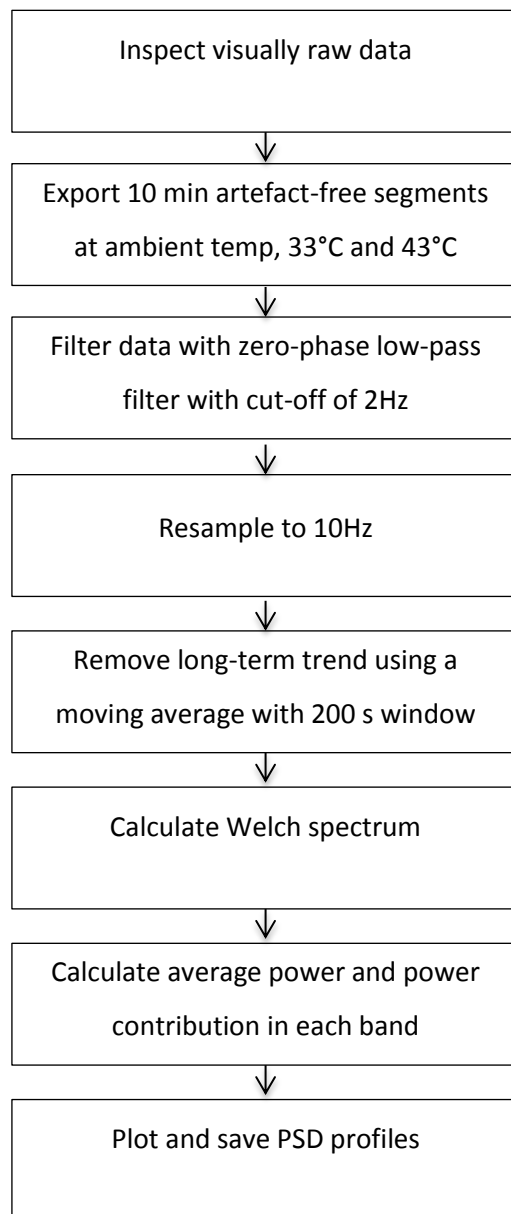 Inspect visually raw data
Export 10 min artefact-free segments
at ambient temp, 33°C and 43°C
Filter data with zero-phase low-pass
filter with cut-off of 2Hz
Resample to 10Hz
Remove long-term trend using a
moving average with 200 s window
Calculate Welch spectrum
Calculate average power and power
contribution in each band
Plot and save PSD profiles